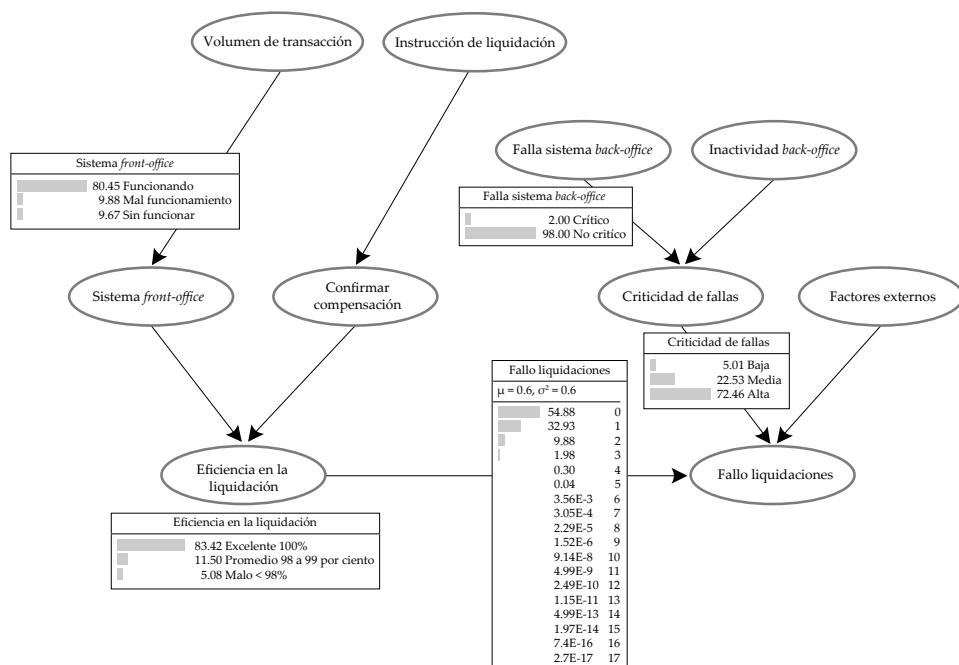 Volumen de transacción
Instrucción de liquidación
Falla sistema back-office
Inactividad back-office
Sistema front-office
80.45 Funcionando
9.88 Mal funcionamiento
9.67 Sin funcionar
Falla sistema back-office
2.00 Crítico
98.00 No critíco
Sistema front-office
Confirmar
compensación
Criticidad de fallas
Factores externos
Criticidad de fallas
5.01 Baja
22.53 Media
72.46 Alta
Fallo liquidaciones
μ = 0.6, σ² = 0.6
54.88 0
32.93 1
9.88 2
1.98 3
0.30 4
0.04 5
3.56E-3 6
3.05E-4 7
2.29E-5 8
1.52E-6 9
9.14E-8 10
4.99E-9 11
2.49E-10 12
1.15E-11 13
4.99E-13 14
1.97E-14 15
7.4E-16 16
2.7E-17 17
Eficiencia en la
liquidación
Fallo liquidaciones
Eficiencia en la liquidación
83.42 Excelente 100%
11.50 Promedio 98 a 99 por ciento
5.08 Malo < 98%